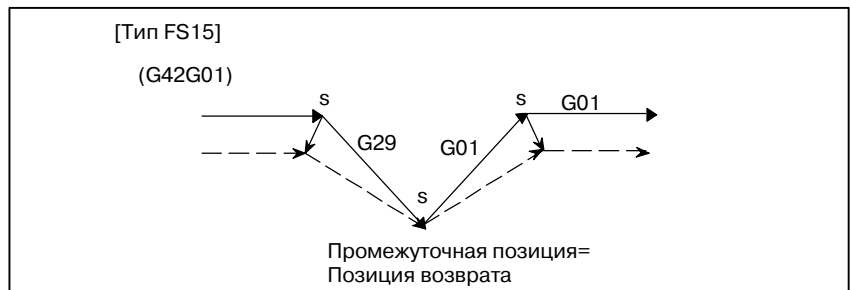 [Тип FS15]
(G42G01)
s
s
G01
G29
G01
s
Промежуточная позиция=
Позиция возврата